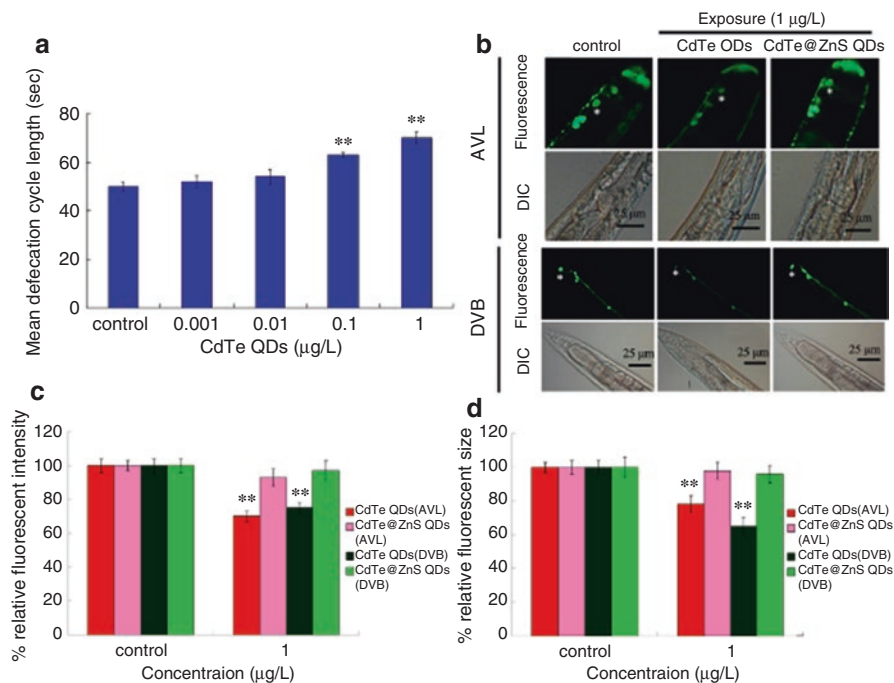 a
Mean defecation cycle length (sec)
80
60
40
20
0
**
**
control
0.001
0.01
0.1
1
CdTe QDs (μg/L)
b
Exposure (1 μg/L)
control
CdTe ODs
CdTe@ZnS QDs
AVL
Fluorescence
*
*
*
DIC
25 μm
25 μm
25 μm
DVB
Fluorescence
*
*
*
DIC
25 μm
25 μm
25 μm
c
% relative fluorescent intensity
120
100
80
60
40
20
0
**
**
control
1
Concentraion (μg/L)
CdTe QDs(AVL)
CdTe@ZnS QDs
(AVL)
CdTe QDs(DVB)
CdTe@ZnS QDs
(DVB)
d
% relative fluorescent size
120
100
80
60
40
20
0
**
**
control
1
Concentraion (μg/L)
CdTe QDs(AVL)
CdTe@ZnS QDs
(AVL)
CdTe QDs(DVB)
CdTe@ZnS QDs
(DVB)